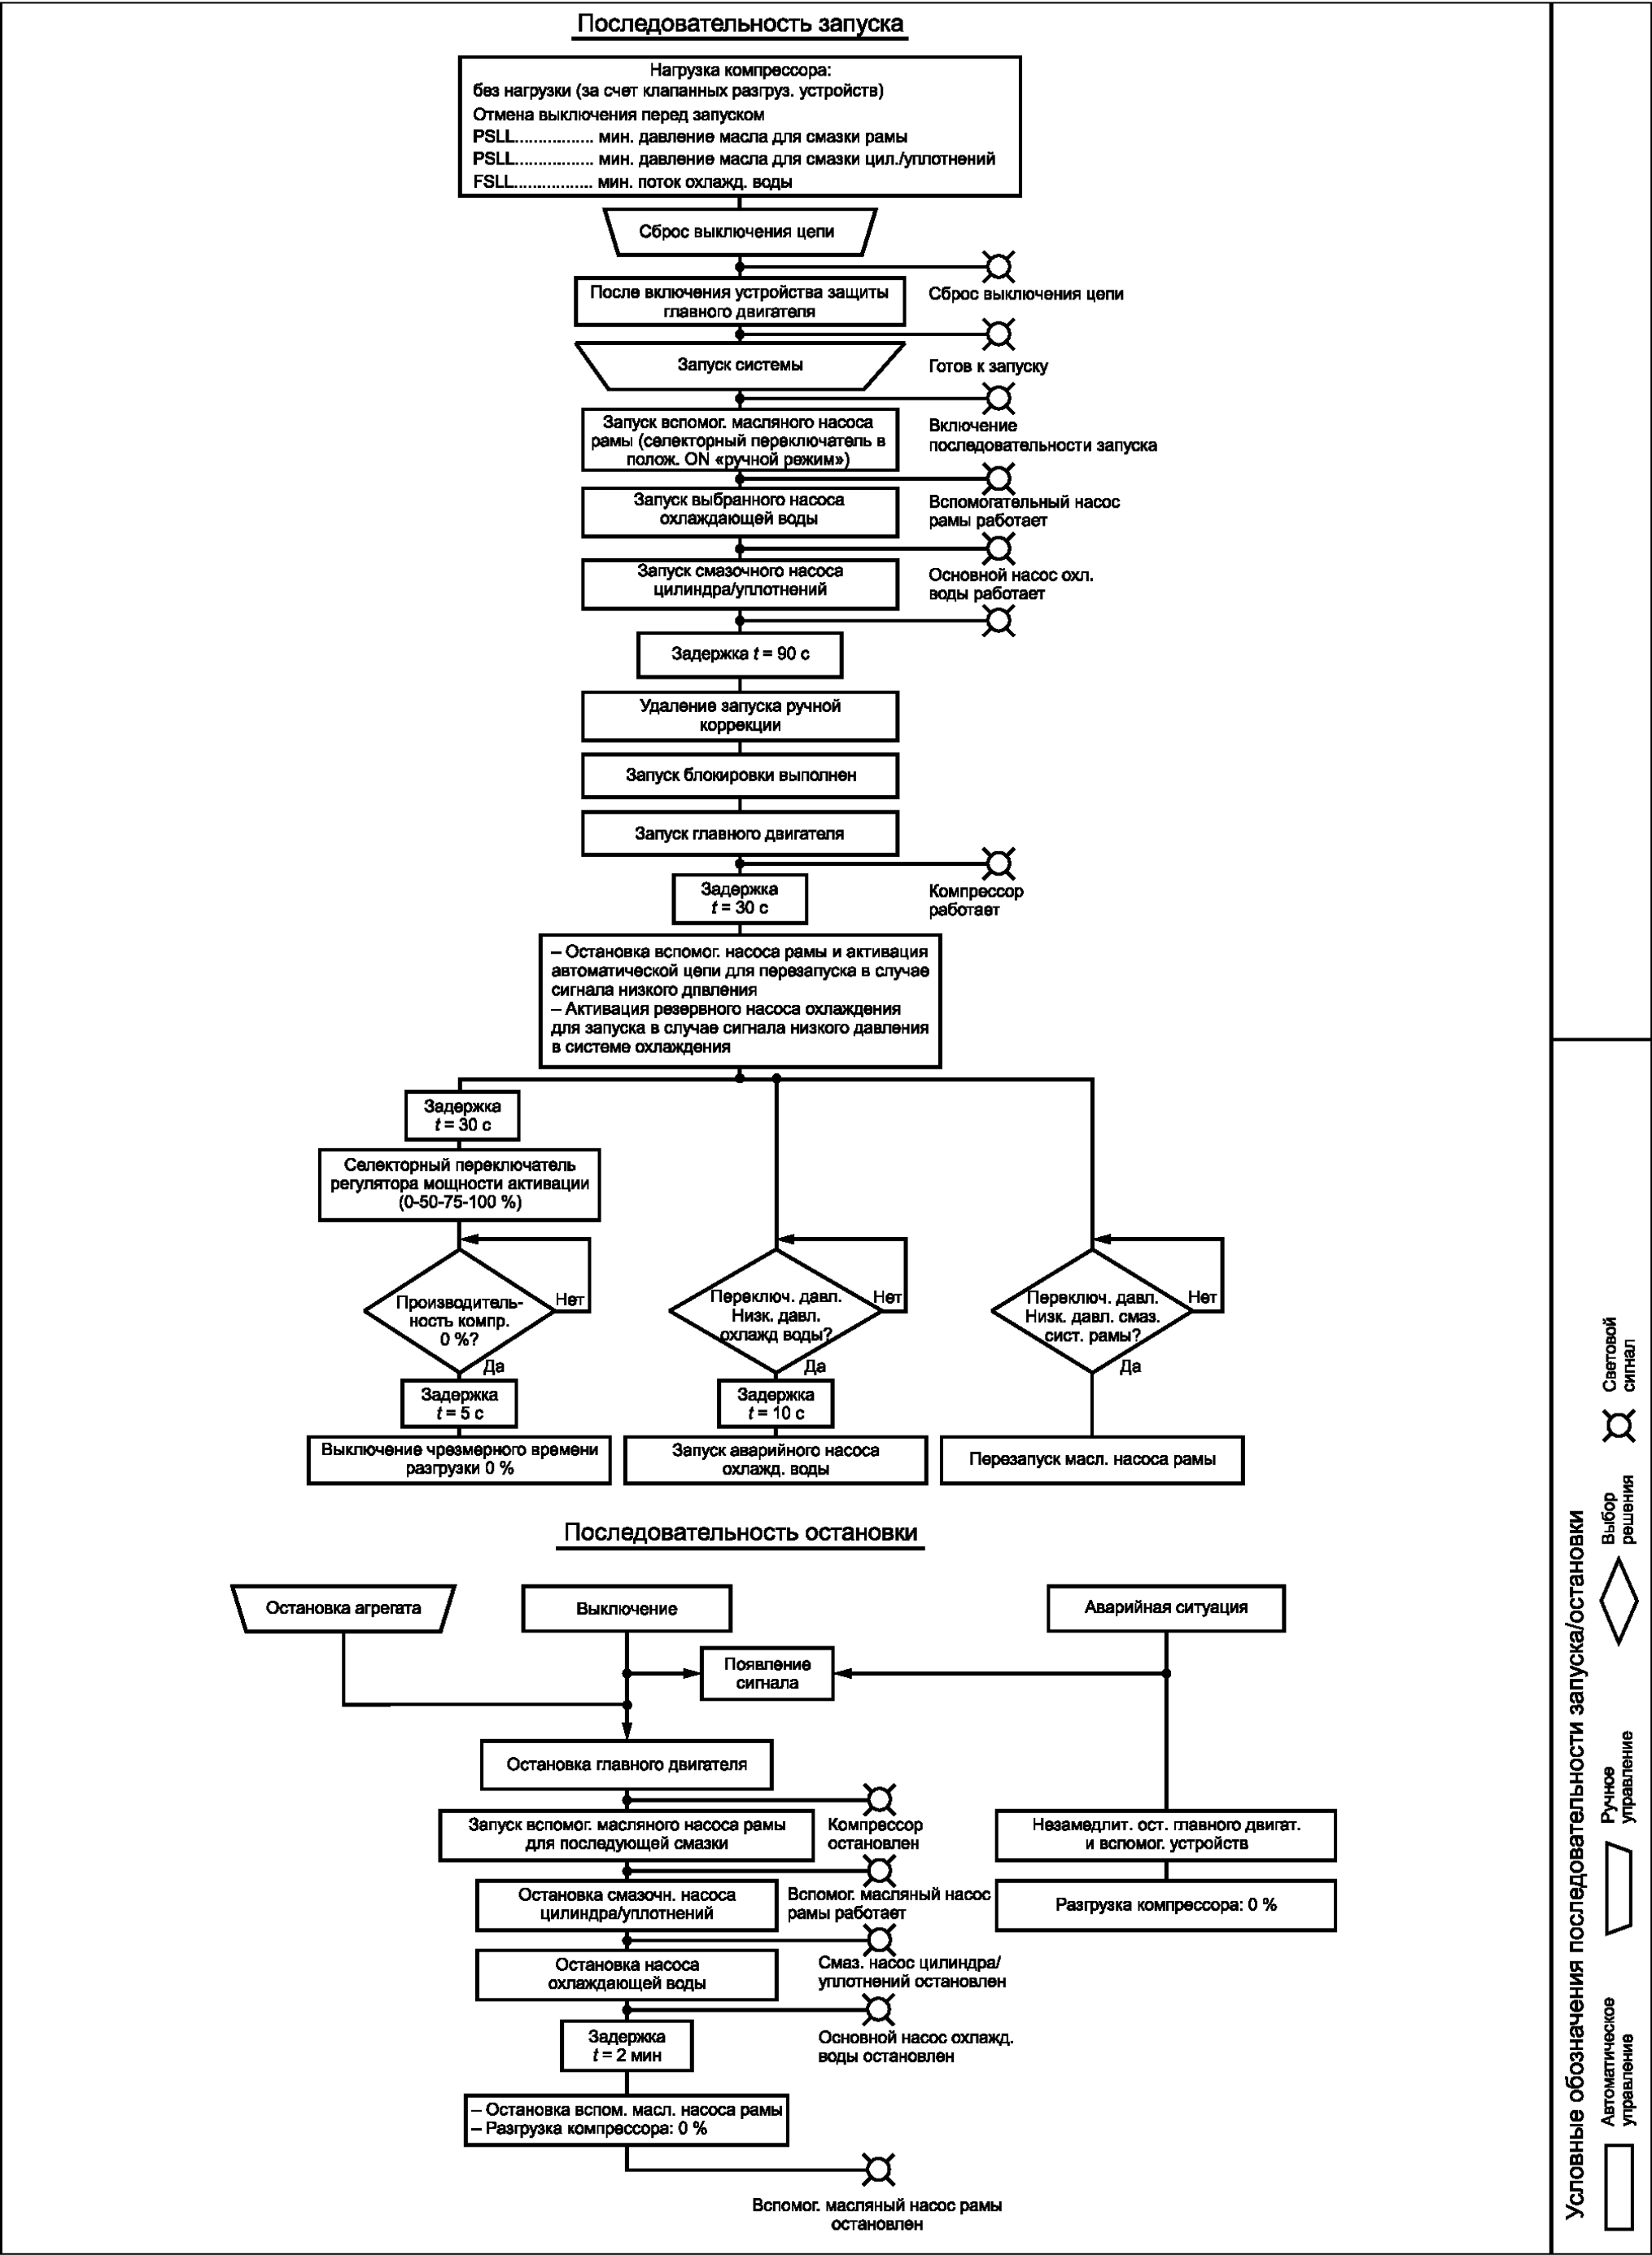 Последовательность запуска
Нагрузка компрессора:
без нагрузки (за счет клапанных разгруз. устройств)
Отмена выключения перед запуском
PSLL................ мин. давление масла для смазки рамы
PSLL................ мин. давление масла для смазки цил./уплотнений
FSLL................ мин. поток охлажд. воды
Сброс выключения цепи
Сброс выключения цепи
После включения устройства защиты
главного двигателя
Запуск системы
Готов к запуску
Запуск вспомог. масляного насоса
рамы (селекторный переключатель в
полож. ON «ручной режим»)
Включение
последовательности запуска
Запуск выбранного насоса
охлаждающей воды
Вспомогательный насос
рамы работает
Запуск смазочного насоса
цилиндра/уплотнений
Основной насос охл.
воды работает
Задержка t = 90 с
Удаление запуска ручной
коррекции
Запуск блокировки выполнен
Запуск главного двигателя
Компрессор
работает
Задержка
t = 30 с
– Остановка вспомог. насоса рамы и активация
автоматической цепи для перезапуска в случае
сигнала низкого дпвления
– Активация резервного насоса охлаждения
для запуска в случае сигнала низкого давления
в системе охлаждения
Задержка
t = 30 с
Селекторный переключатель
регулятора мощности активации
(0-50-75-100 %)
Производитель-
ность компр.
0 %?
Нет
Да
Переключ. давл.
Низк. давл.
охлажд воды?
Нет
Да
Переключ. давл.
Низк. давл. смаз.
сист. рамы?
Нет
Да
Задержка
t = 5 с
Задержка
t = 10 с
Выключение чрезмерного времени
разгрузки 0 %
Запуск аварийного насоса
охлажд. воды
Перезапуск масл. насоса рамы
Последовательность остановки
Остановка агрегата
Выключение
Аварийная ситуация
Появление
сигнала
Остановка главного двигателя
Запуск вспомог. масляного насоса рамы
для последующей смазки
Компрессор
остановлен
Незамедлит. ост. главного двигат.
и вспомог. устройств
Остановка смазочн. насоса
цилиндра/уплотнений
Вспомог. масляный насос
рамы работает
Разгрузка компрессора: 0 %
Остановка насоса
охлаждающей воды
Смаз. насос цилиндра/
уплотнений остановлен
Задержка
t = 2 мин
Основной насос охлажд.
воды остановлен
– Остановка вспом. масл. насоса рамы
– Разгрузка компрессора: 0 %
Вспомог. масляный насос рамы
остановлен
Условные обозначения последовательности запуска/остановки
Автоматическое
управление
Ручное
управление
Выбор
решения
Световой
сигнал